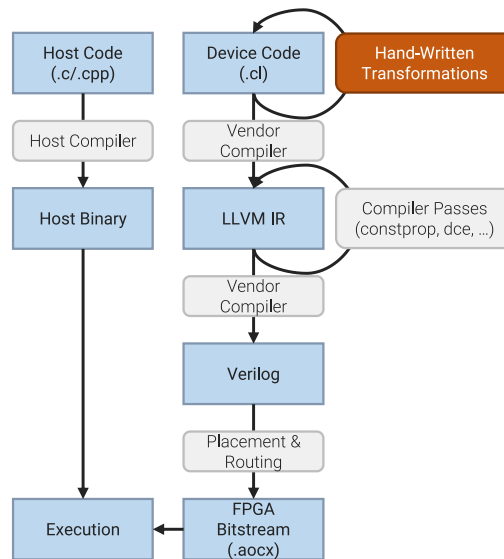 Host Code
(.c/.cpp)
Device Code
(.cl)
Hand-Written
Transformations
Host Compiler
Vendor
Compiler
Host Binary
LLVM IR
Compiler Passes
(constprop, dce, ...)
Vendor
Compiler
Verilog
Placement &
Routing
Execution
FPGA
Bitstream
(.aocx)